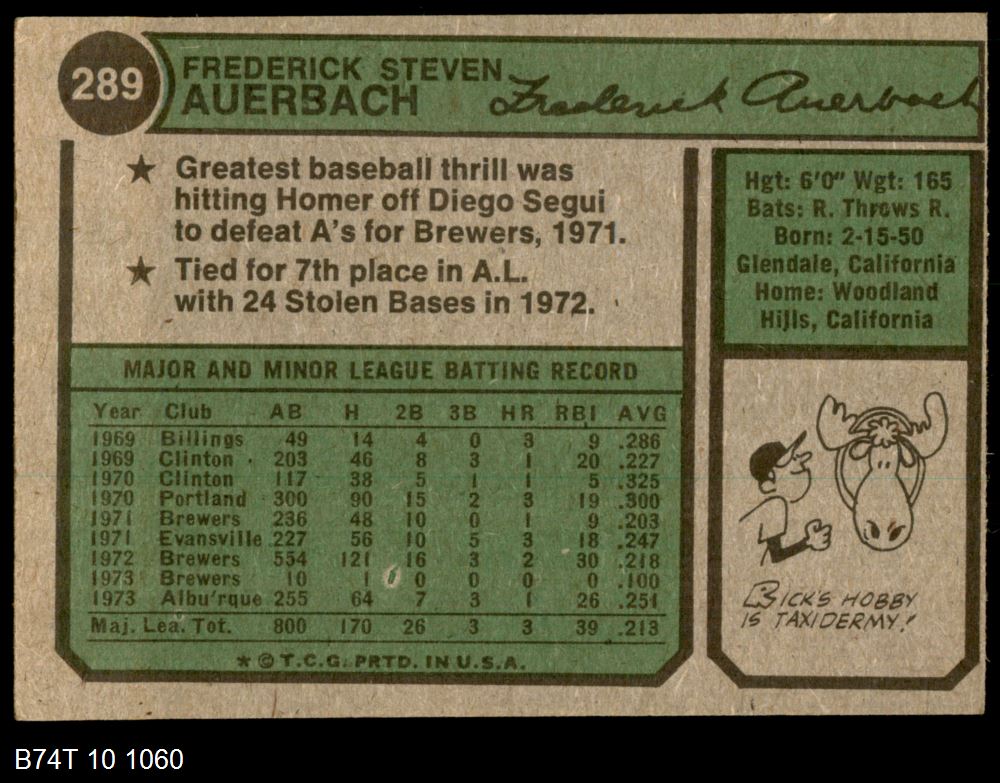 289
FREDERICK STEVEN
AUERBACH
Frederick Auerbach
★ Greatest baseball thrill was
hitting Homer off Diego Segui
to defeat A's for Brewers, 1971.
★ Tied for 7th place in A.L.
with 24 Stolen Bases in 1972.
Hgt: 6'0" Wgt: 165
Bats: R. Throws R.
Born: 2-15-50
Glendale, California
Home: Woodland
Hills, California
MAJOR AND MINOR LEAGUE BATTING RECORD
Year Club AB H 2B 3B HR RBI AVG
1969 Billings 49 14 4 0 3 9 .286
1969 Clinton 203 46 8 3 1 20 .227
1970 Clinton 117 38 5 1 1 5 .325
1970 Portland 300 90 15 2 3 19 .300
1971 Brewers 236 48 10 0 1 9 .203
1971 Evansville 227 56 10 5 3 18 .247
1972 Brewers 554 121 16 3 2 30 .218
1973 Brewers 10 1 0 0 0 0 .100
1973 Albu'rque 255 64 7 3 1 26 .251
Maj. Lea. Tot. 800 170 26 3 3 39 .213
★ © T.C.G. PRTD. IN U.S.A.
BICK'S HOBBY
IS TAXIDERMY!
B74T 10 1060